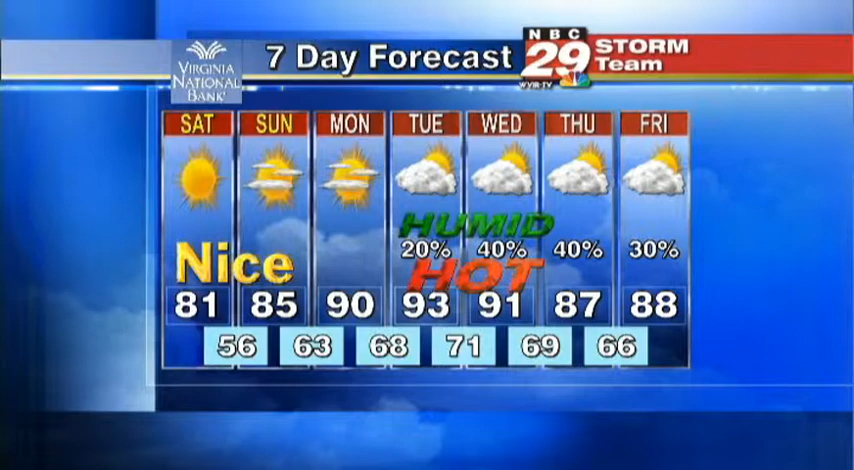 7 Day Forecast
NBC
29
WVIR-TV
STORM
Team
VIRGINIA
NATIONAL
BANK
SAT SUN MON TUE WED THU FRI
HUMID
20% 40% 40% 30%
Nice
HOT
81 85 90 93 91 87 88
56 63 68 71 69 66